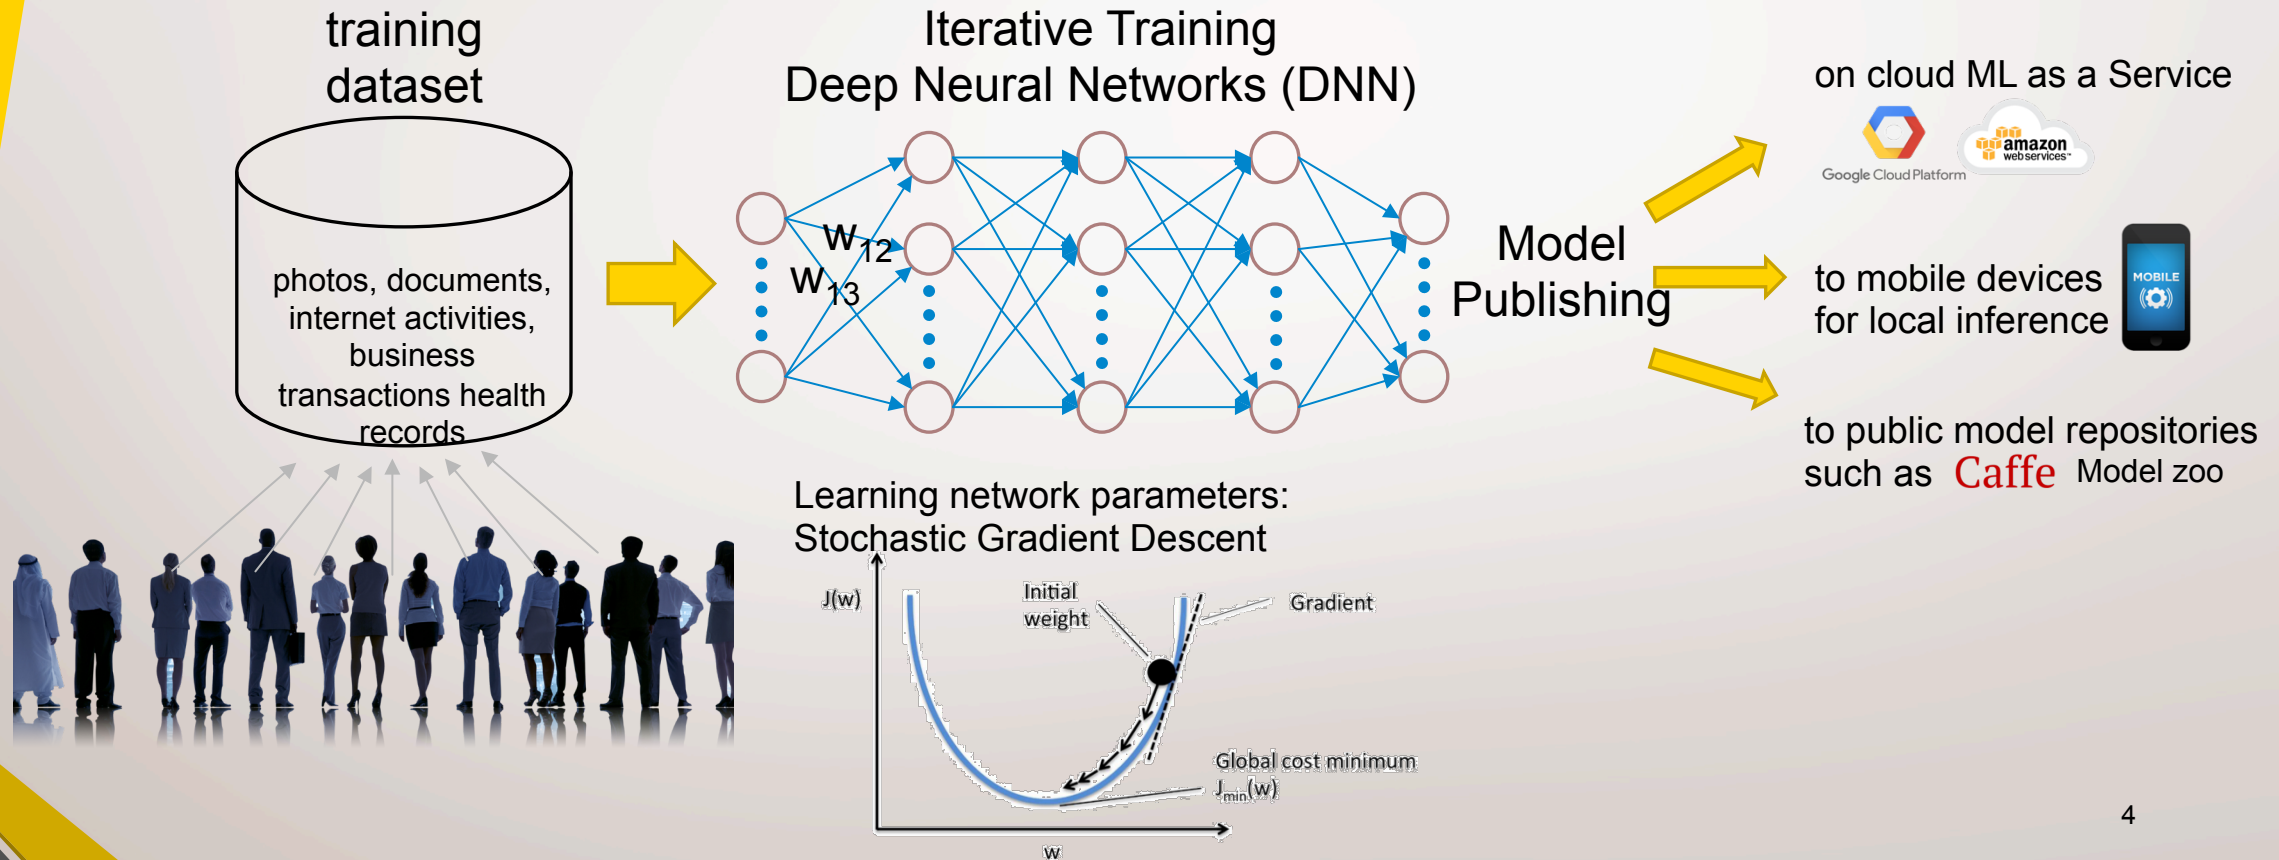 training
dataset
photos, documents,
internet activities,
business
transactions health
records
Iterative Training
Deep Neural Networks (DNN)
w12
w13
Learning network parameters:
Stochastic Gradient Descent
J(w)
Initial
weight
Gradient
Global cost minimum
Jmin(w)
w
Model
Publishing
on cloud ML as a Service
Google Cloud Platform
amazon
webservices™
to mobile devices
for local inference
MOBILE
to public model repositories
such as Caffe Model zoo
4